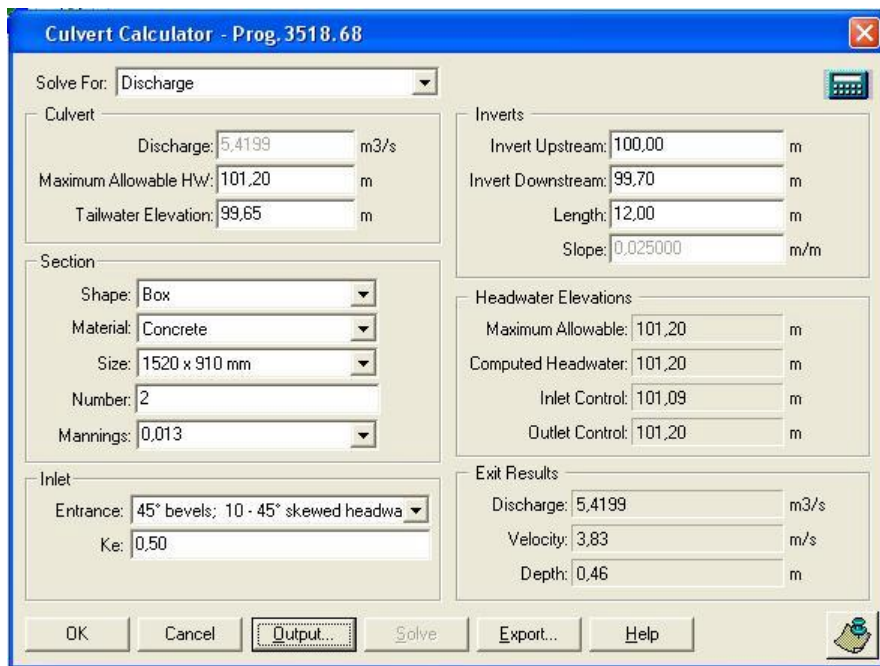 Culvert Calculator - Prog.3518.68
Solve For: Discharge
Culvert
Discharge: 5,4199 m3/s
Maximum Allowable HW: 101,20 m
Tailwater Elevation: 99,65 m
Section
Shape: Box
Material: Concrete
Size: 1520 x 910 mm
Number: 2
Mannings: 0,013
Inlet
Entrance: 45° bevels; 10 - 45° skewed headwa
Ke: 0,50
Inverts
Invert Upstream: 100,00 m
Invert Downstream: 99,70 m
Length: 12,00 m
Slope: 0,025000 m/m
Headwater Elevations
Maximum Allowable: 101,20 m
Computed Headwater: 101,20 m
Inlet Control: 101,09 m
Outlet Control: 101,20 m
Exit Results
Discharge: 5,4199 m3/s
Velocity: 3,83 m/s
Depth: 0,46 m
OK Cancel Output... Solve Export... Help